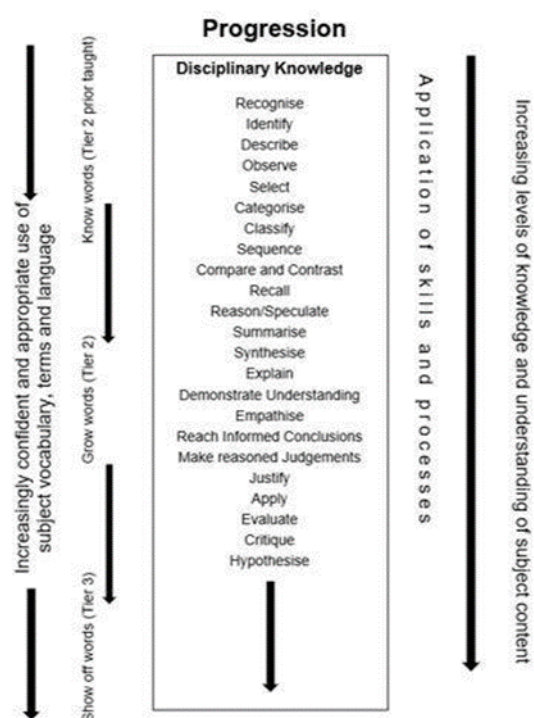 Progression
Disciplinary Knowledge
Recognise
Identify
Describe
Observe
Select
Categorise
Classify
Sequence
Compare and Contrast
Recall
Reason/Speculate
Summarise
Synthesise
Explain
Demonstrate Understanding
Empathise
Reach Informed Conclusions
Make reasoned Judgements
Justify
Apply
Evaluate
Critique
Hypothesise
Increasingly confident and appropriate use of
subject vocabulary, terms and language
Know words (Tier 2 prior taught)
Grow words (Tier 2)
Show off words (Tier 3)
Application of skills and processes
Increasing levels of knowledge and understanding of subject content